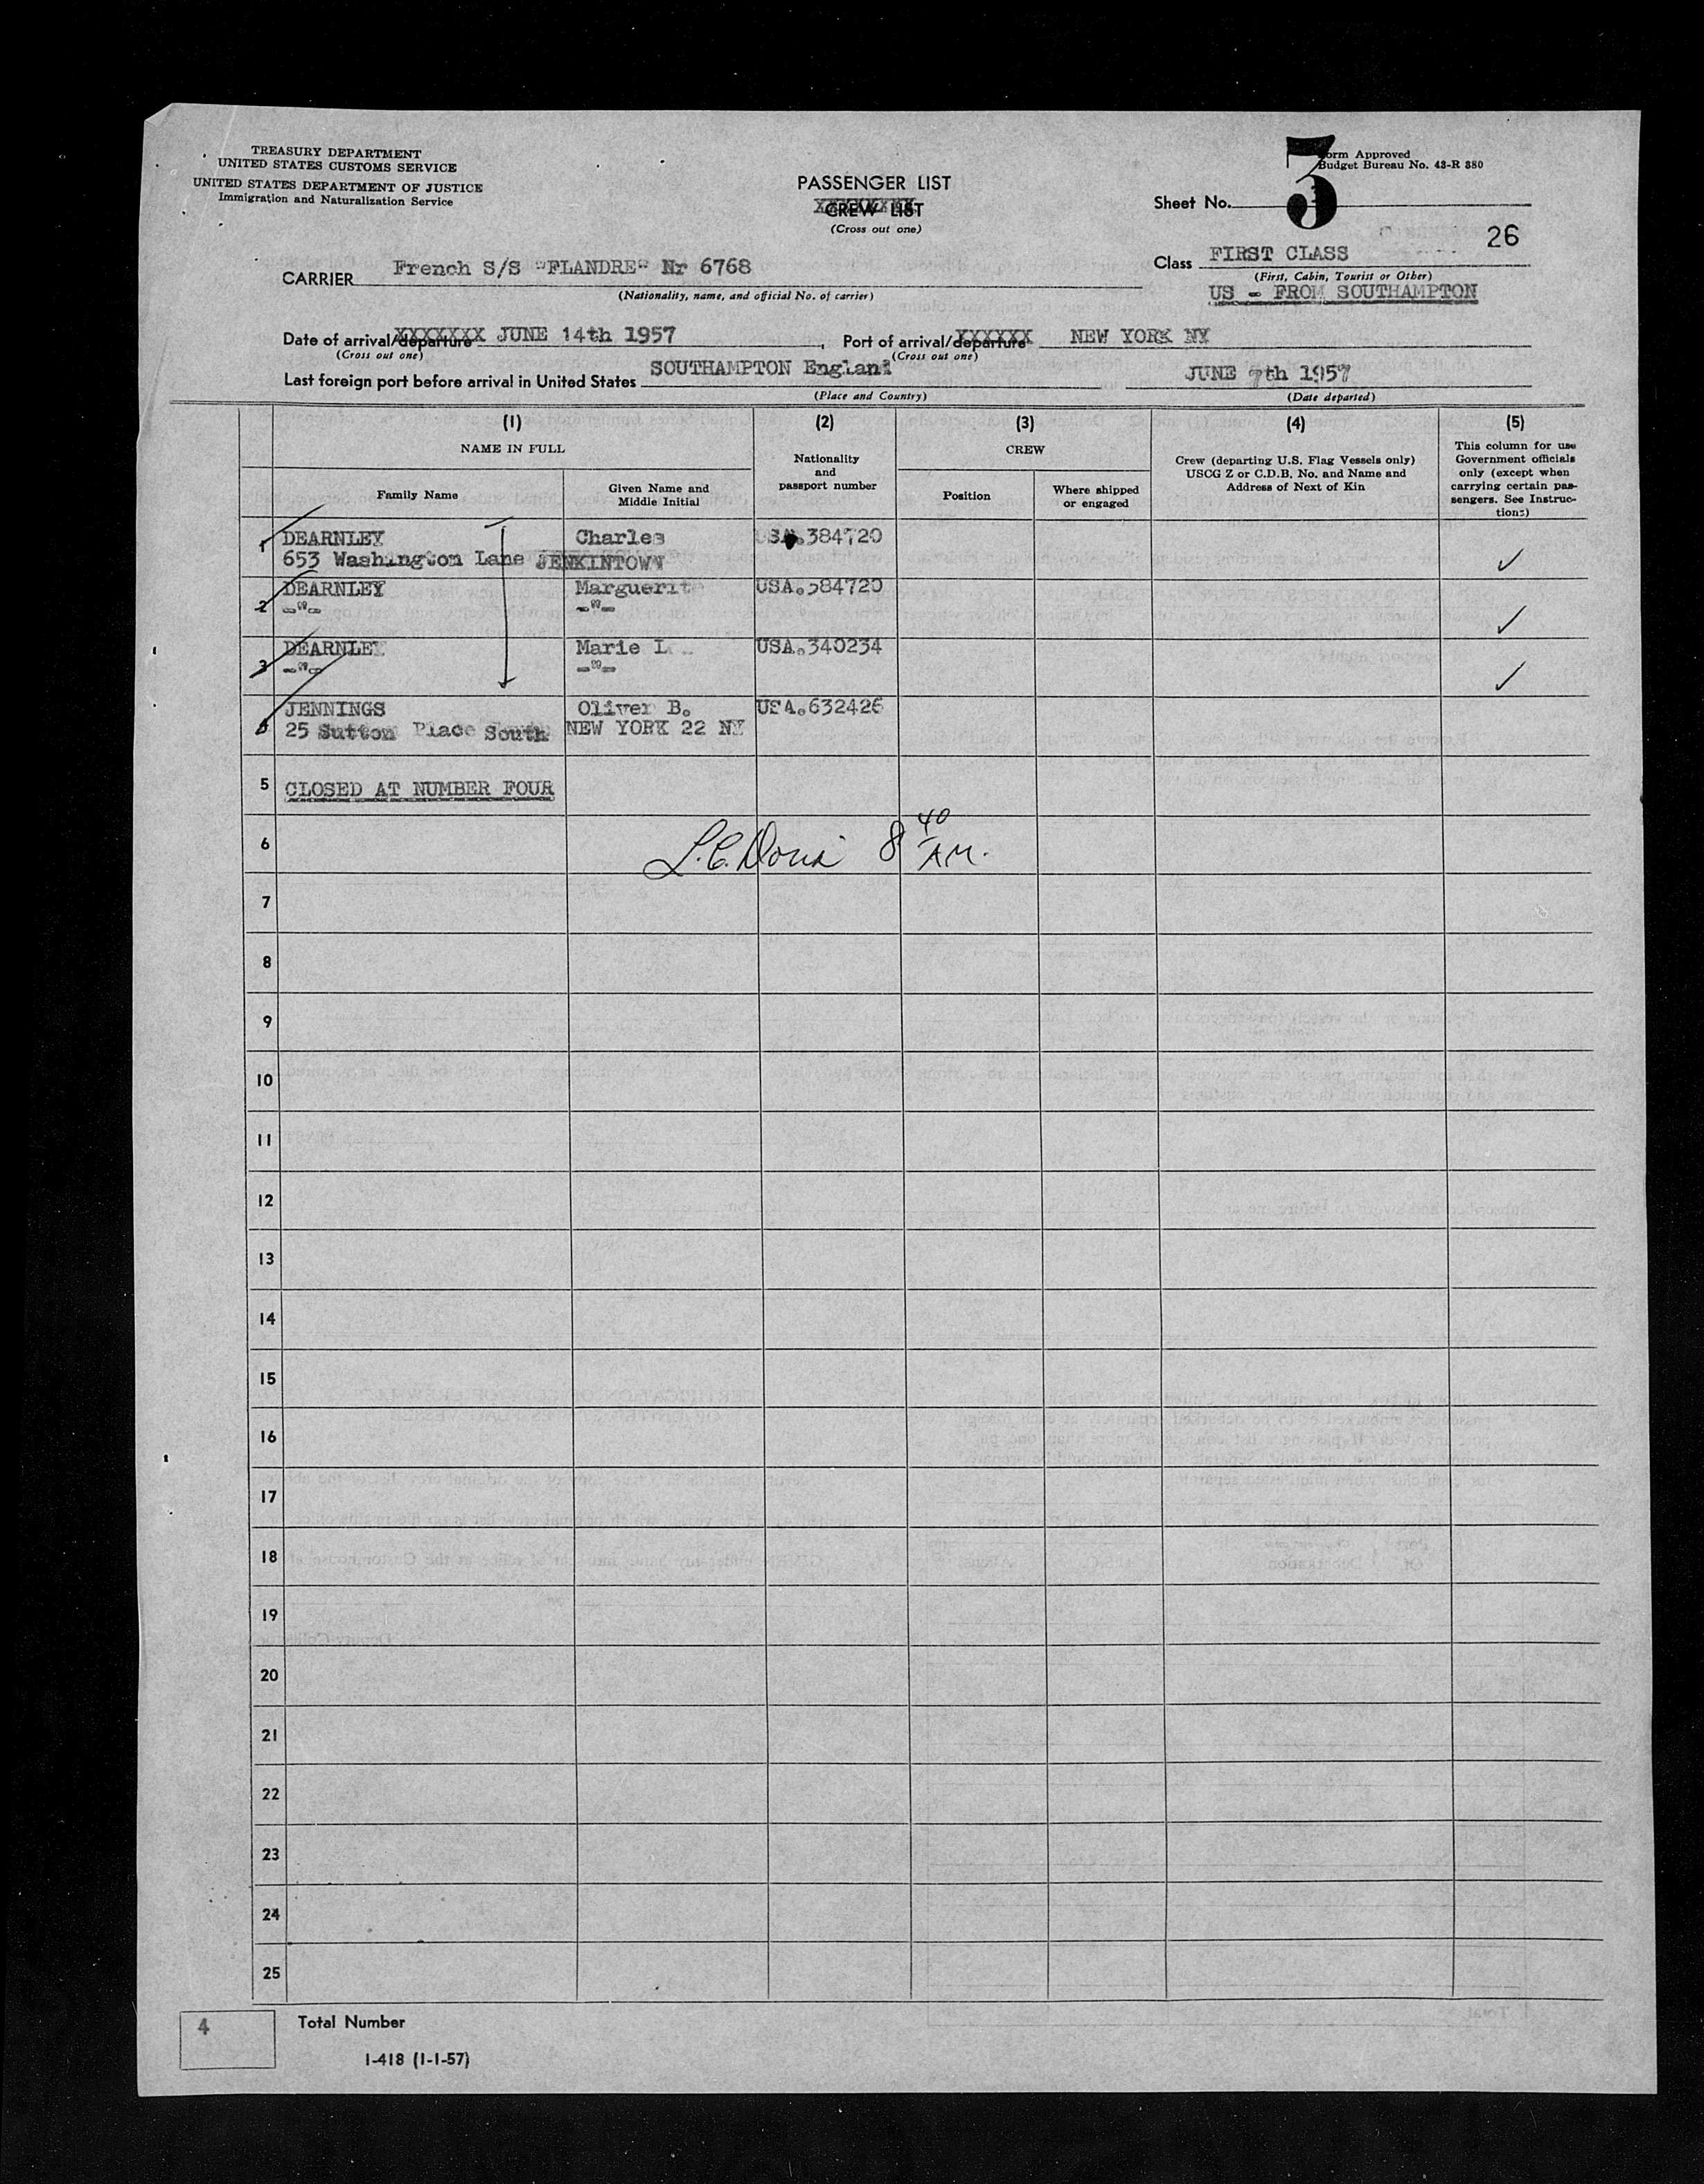 TREASURY DEPARTMENT
UNITED STATES CUSTOMS SERVICE
UNITED STATES DEPARTMENT OF JUSTICE
Immigration and Naturalization Service
PASSENGER LIST
CREW LIST
(Cross out one)
3
Form Approved
Budget Bureau No. 43-R 380
Sheet No.
26
Class FIRST CLASS
(First, Cabin, Tourist or Other)
US - FROM SOUTHAMPTON
CARRIER French S/S "FLANDRE" Nr 6768
(Nationality, name, and official No. of carrier)
Date of arrival/departure XXXXXXX JUNE 14th 1957, Port of arrival/departure XXXXXX NEW YORK NY
(Cross out one) (Cross out one)
Last foreign port before arrival in United States SOUTHAMPTON England JUNE 7th 1957
(Place and Country) (Date departed)
(1) (2) (3) (4) (5)
NAME IN FULL
Family Name
Given Name and
Middle Initial
Nationality
and
passport number
CREW
Position
Where shipped
or engaged
Crew (departing U.S. Flag Vessels only)
USCG Z or C.D.B. No. and Name and
Address of Next of Kin
This column for use
Government officials
only (except when
carrying certain pas-
sengers. See Instruc-
tions)
1 DEARNLEY Charles USA.384720
653 Washington Lane JENKINTOWN ✓
2 DEARNLEY Marguerite USA.384720
-"- -"- ✓
3 DEARNLEY Marie L USA.340234
-"- -"- ✓
4 JENNINGS Oliver B. USA.632426
25 Sutton Place South NEW YORK 22 NY
5 CLOSED AT NUMBER FOUR
6 8 40 A.M.
7
8
9
10
11
12
13
14
15
16
17
18
19
20
21
22
23
24
25
4 Total Number
I-418 (1-1-57)